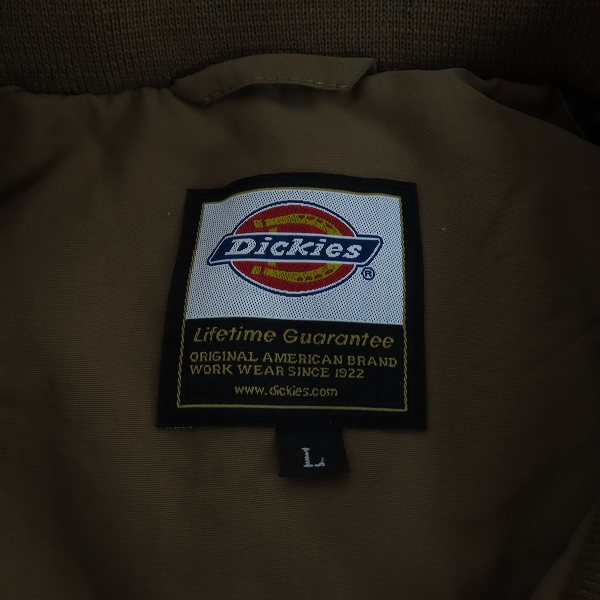 Dickies®
Lifetime Guarantee
ORIGINAL AMERICAN BRAND
WORK WEAR SINCE 1922
www.dickies.com
L